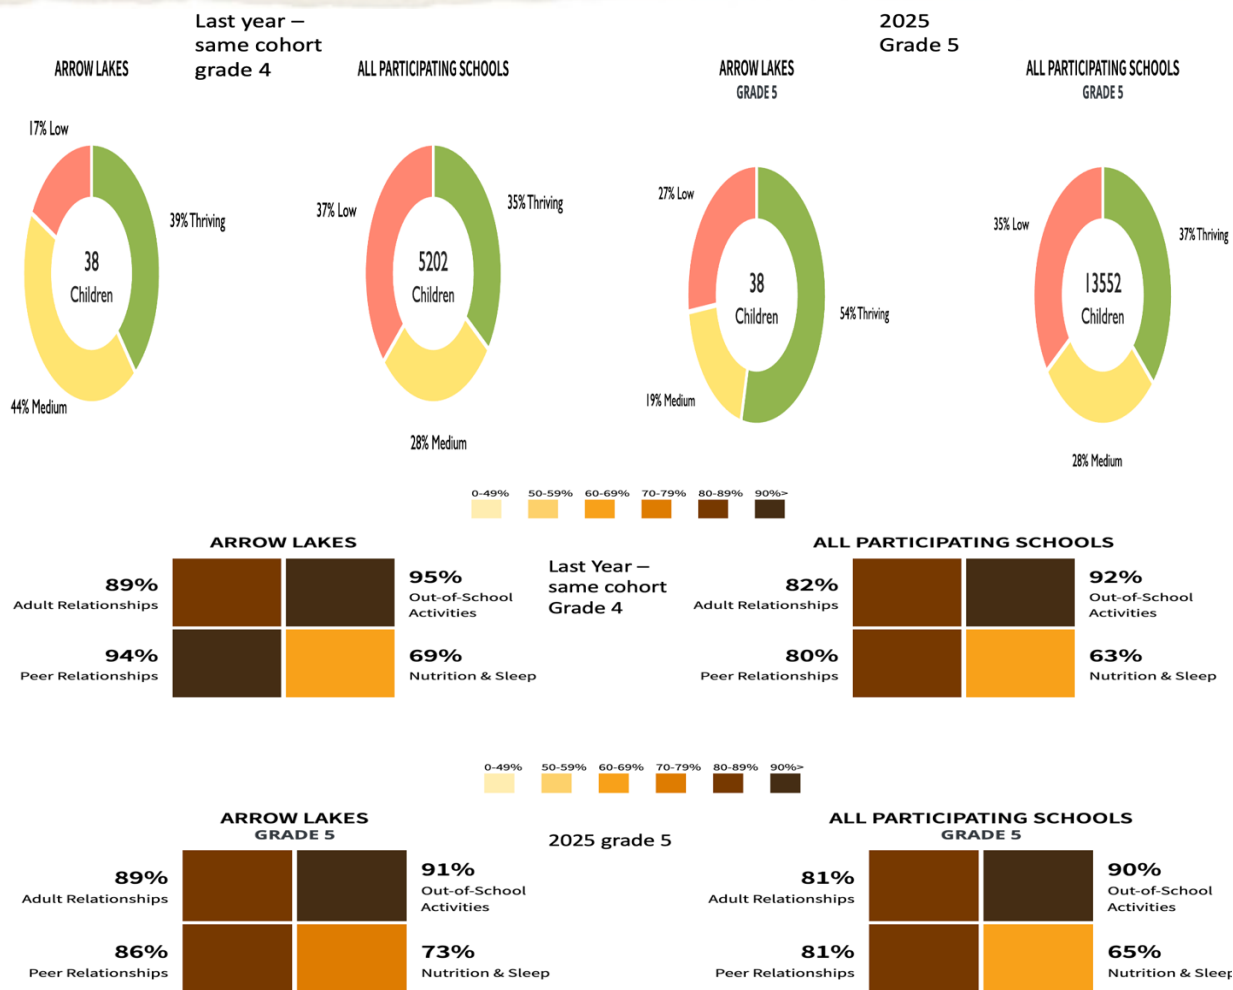 Last year –
same cohort
grade 4
2025
Grade 5
ARROW LAKES
ALL PARTICIPATING SCHOOLS
ARROW LAKES
GRADE 5
ALL PARTICIPATING SCHOOLS
GRADE 5
17% Low
39% Thriving
38
Children
44% Medium
37% Low
35% Thriving
5202
Children
28% Medium
27% Low
54% Thriving
38
Children
19% Medium
35% Low
37% Thriving
13552
Children
28% Medium
0-49% 50-59% 60-69% 70-79% 80-89% 90%>
ARROW LAKES
89%
Adult Relationships
95%
Out-of-School
Activities
94%
Peer Relationships
69%
Nutrition & Sleep
Last Year –
same cohort
Grade 4
ALL PARTICIPATING SCHOOLS
82%
Adult Relationships
92%
Out-of-School
Activities
80%
Peer Relationships
63%
Nutrition & Sleep
0-49% 50-59% 60-69% 70-79% 80-89% 90%>
ARROW LAKES
GRADE 5
89%
Adult Relationships
91%
Out-of-School
Activities
86%
Peer Relationships
73%
Nutrition & Sleep
2025 grade 5
ALL PARTICIPATING SCHOOLS
GRADE 5
81%
Adult Relationships
90%
Out-of-School
Activities
81%
Peer Relationships
65%
Nutrition & Sleep